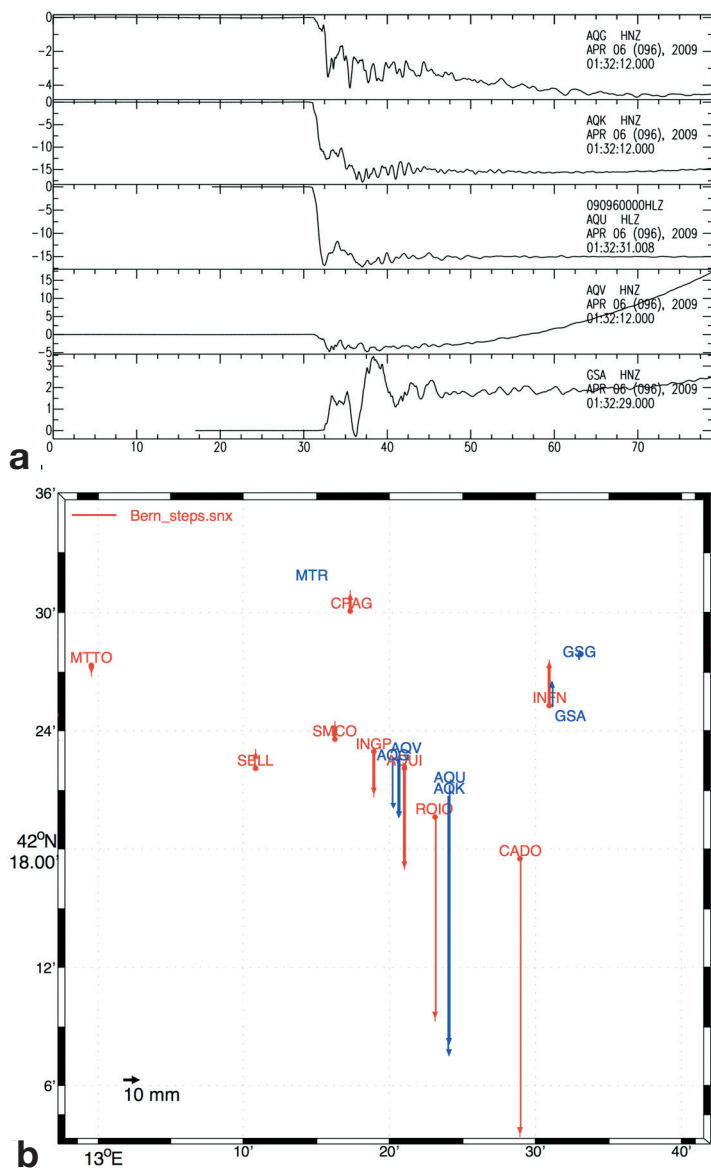 0
-2
-4
AQG HNZ
APR 06 (096), 2009
01:32:12.000
0
-5
-10
-15
AQK HNZ
APR 06 (096), 2009
01:32:12.000
0
-5
-10
-15
090960000HLZ
AQU HLZ
APR 06 (096), 2009
01:32:31.008
15
10
5
0
-5
AQV HNZ
APR 06 (096), 2009
01:32:12.000
3
2
1
0
GSA HNZ
APR 06 (096), 2009
01:32:29.000
0 10 20 30 40 50 60 70
a
36'
Bern_steps.snx
MTR
CPAG
30'
MTTO
GSG
INFN
GSA
24'
SMCO
INGP
AQV
AQG
AQUI
SELL
AQU
AQK
ROIO
42°N
18.00'
CADO
12'
6'
10 mm
b
13°E
10' 20' 30' 40'